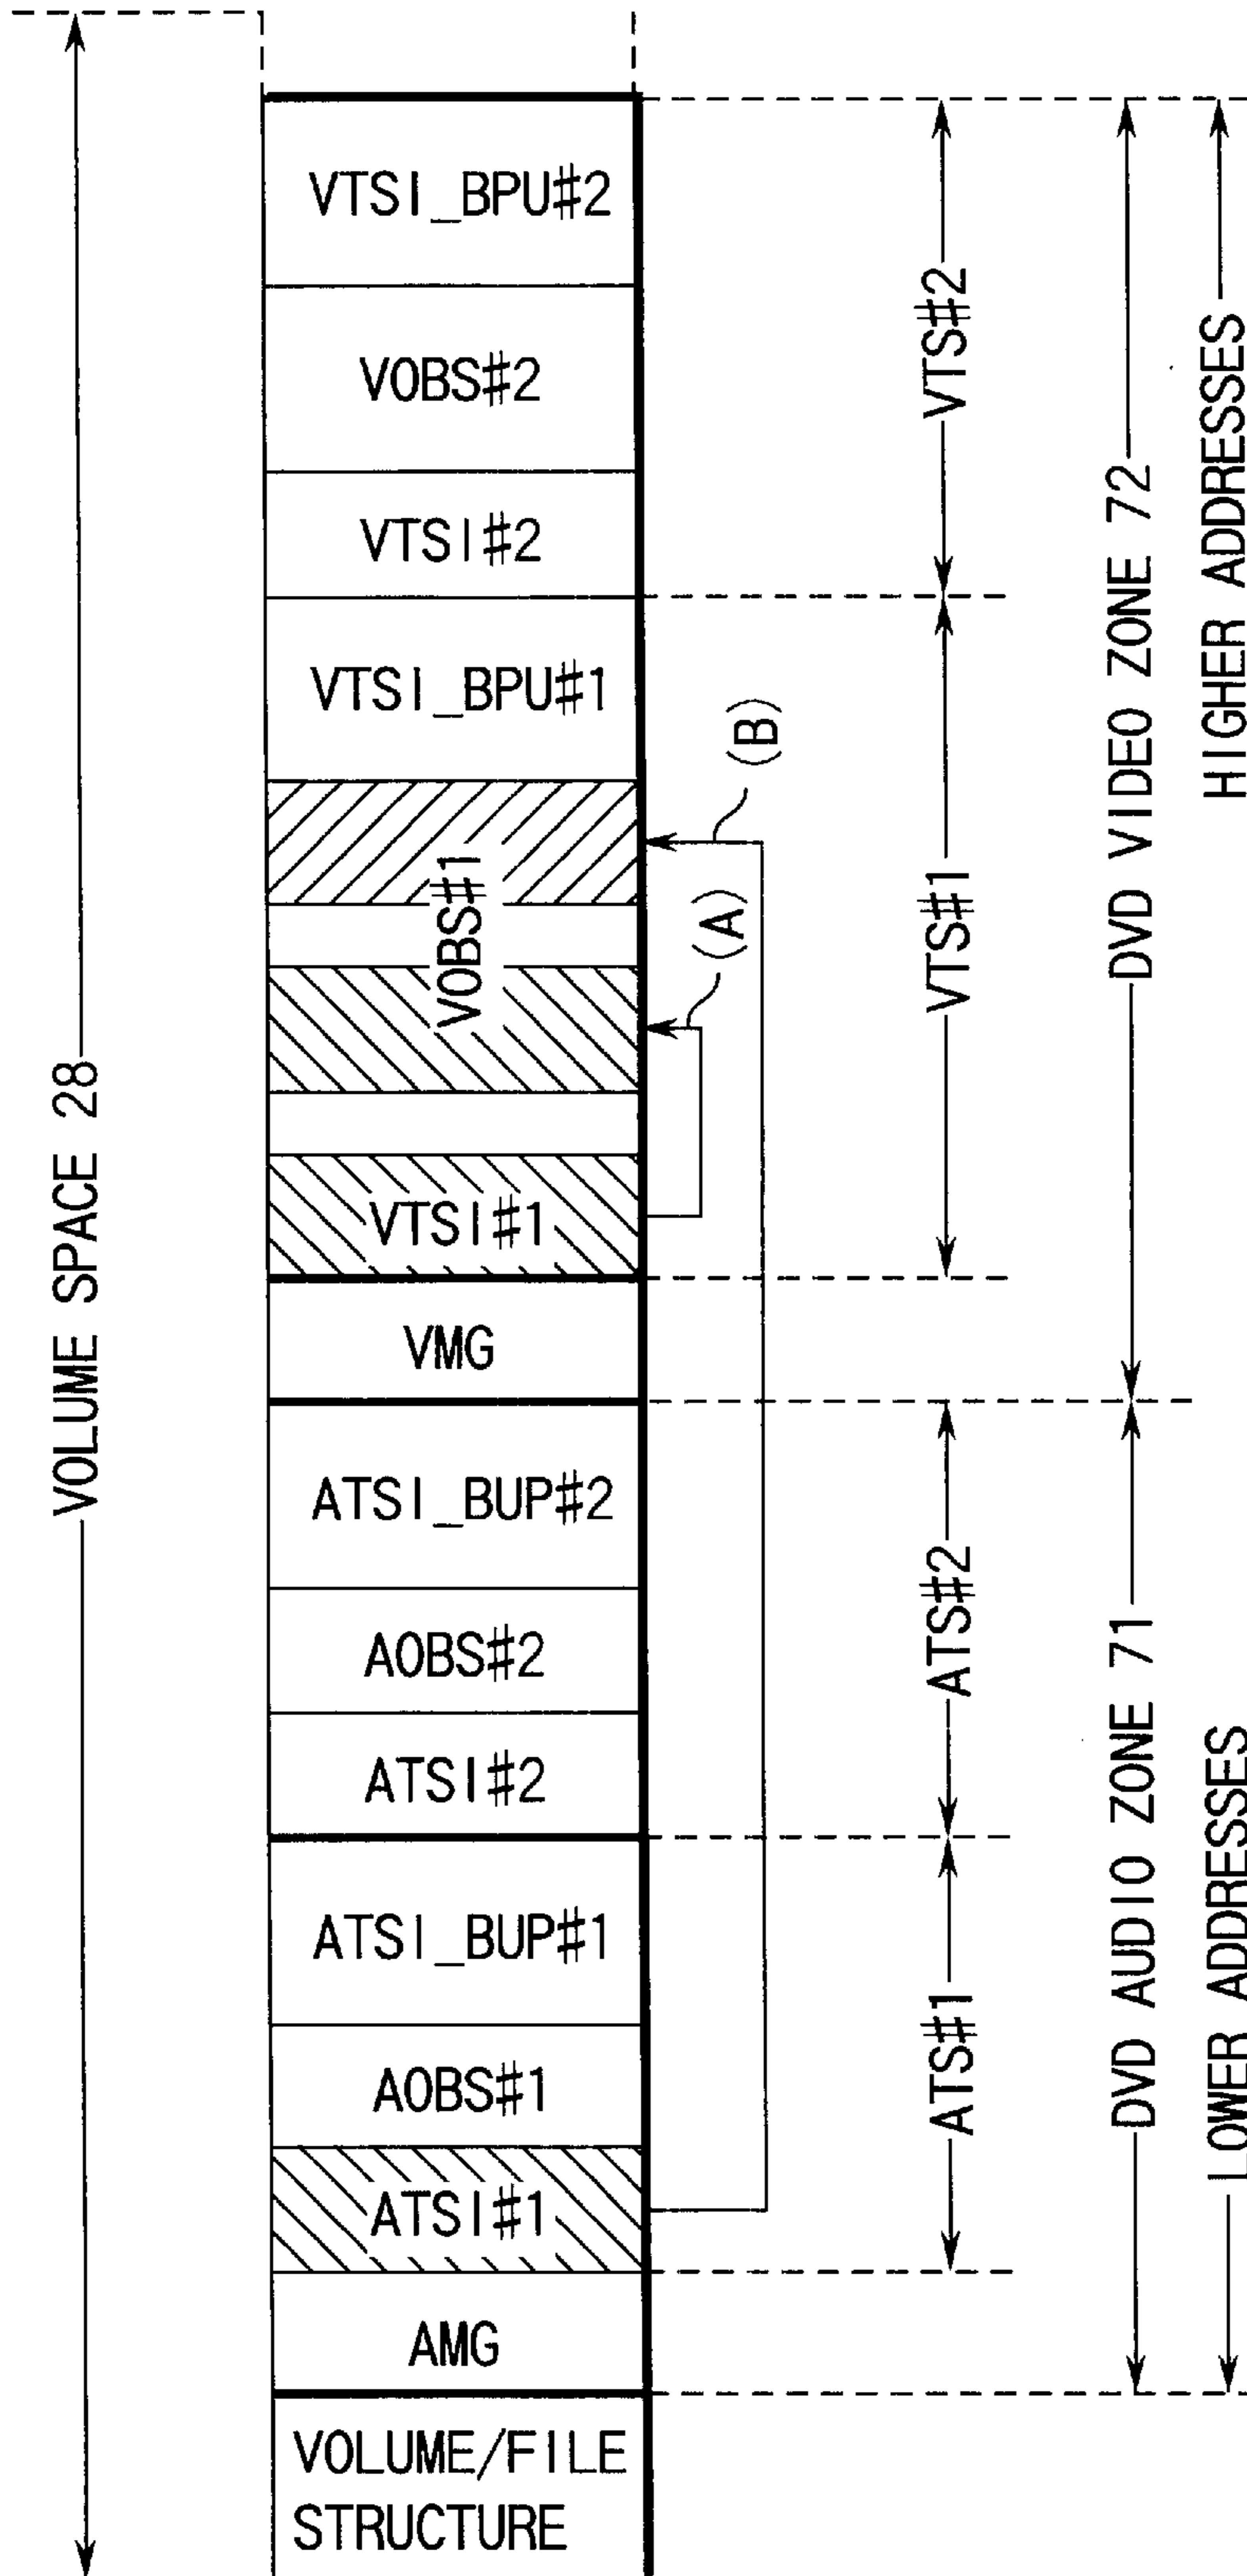 VOLUME SPACE 28
VTSI_BPU#2
VOBS#2
VTSI#2
VTSI_BPU#1
VOBS#1
VTSI#1
VMG
ATSI_BUP#2
AOBS#2
ATSI#2
ATSI_BUP#1
AOBS#1
ATSI#1
AMG
VOLUME/FILE
STRUCTURE
(B)
(A)
VTS#2
VTS#1
ATS#2
ATS#1
DVD VIDEO ZONE 72
DVD AUDIO ZONE 71
HIGHER ADDRESSES
LOWER ADDRESSES